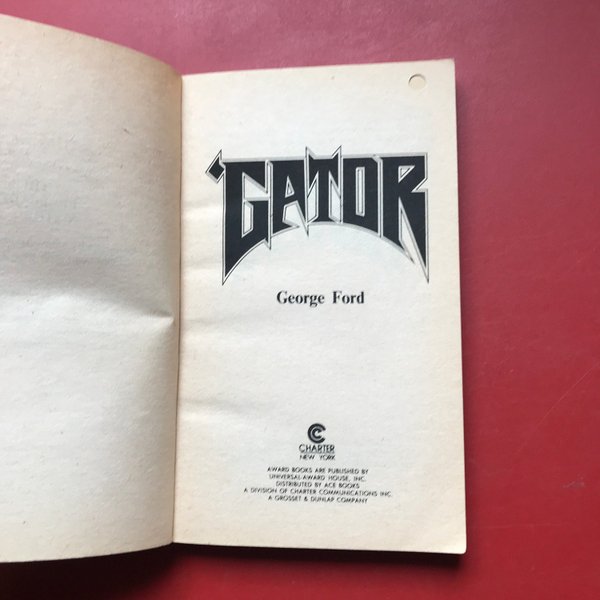 'GATOR
George Ford
CHARTER
NEW YORK
AWARD BOOKS ARE PUBLISHED BY
UNIVERSAL-AWARD HOUSE, INC.
DISTRIBUTED BY ACE BOOKS
A DIVISION OF CHARTER COMMUNICATIONS INC.
A GROSSET & DUNLAP COMPANY